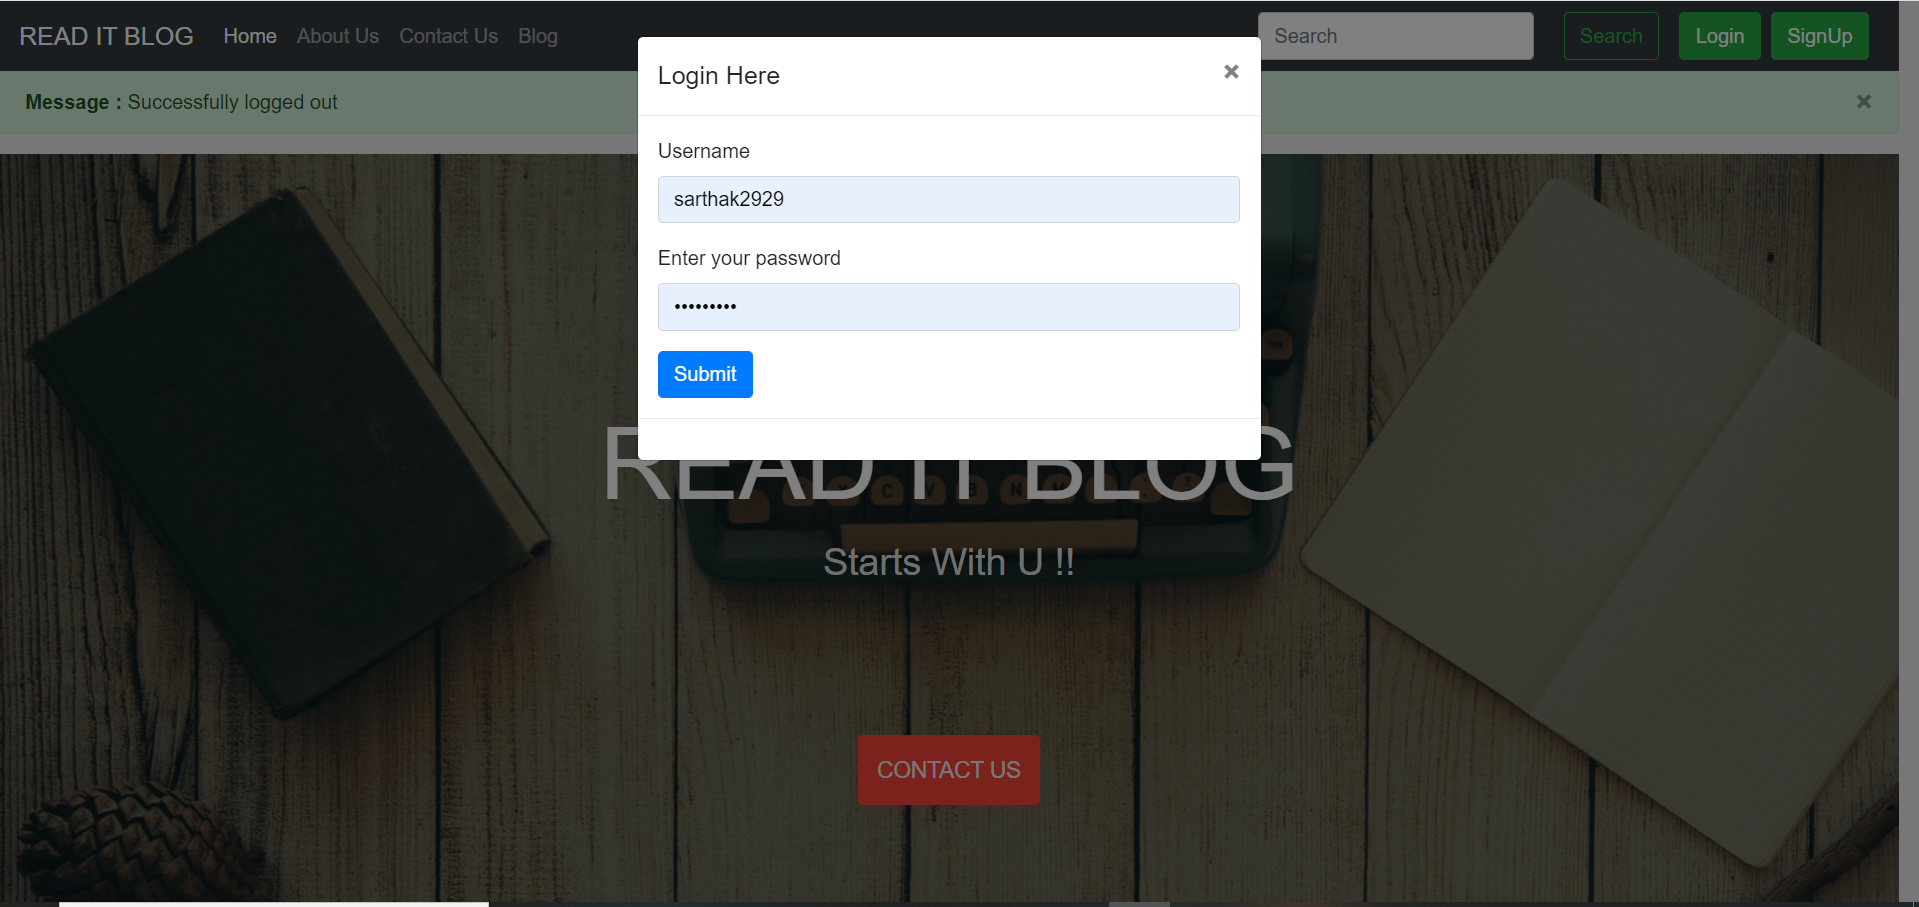 READ IT BLOG Home About Us Contact Us Blog Search Search Login SignUp
Message : Successfully logged out ×
Login Here ×
Username
sarthak2929
Enter your password
•••••••••
Submit
READ IT BLOG
C V B N
Starts With U !!
CONTACT US